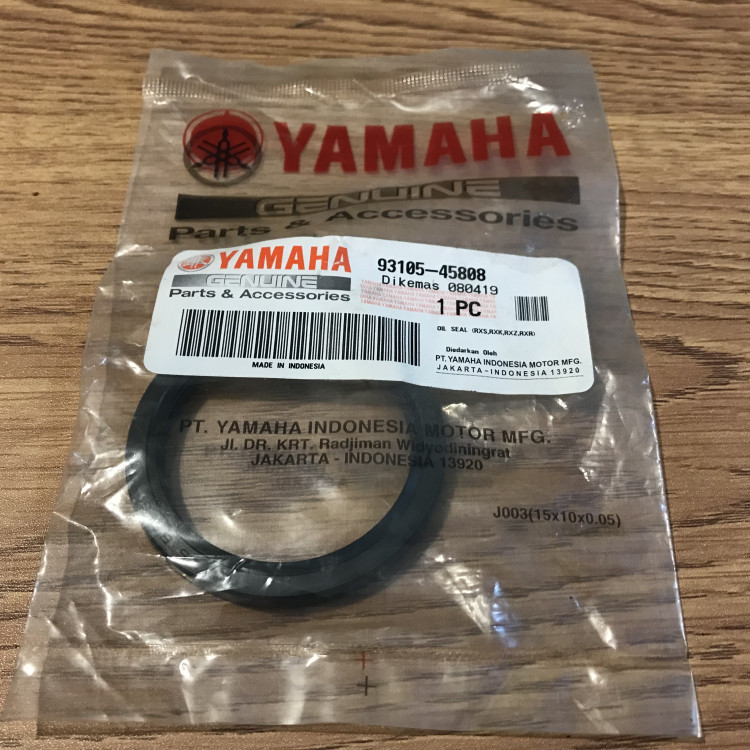 YAMAHA
GENUINE
Parts & Accessories
YAMAHA
GENUINE
Parts & Accessories
MADE IN INDONESIA
93105-45808
Dikemas 080419
1 PC
OIL SEAL (RXS,RXK,RXZ,RXR)
Diedarkan Oleh
PT. YAMAHA INDONESIA MOTOR MFG.
JAKARTA-INDONESIA 13920
PT. YAMAHA INDONESIA MOTOR MFG.
Jl. DR. KRT. Radjiman Widyodiningrat
JAKARTA - INDONESIA 13920
J003(15x10x0.05)